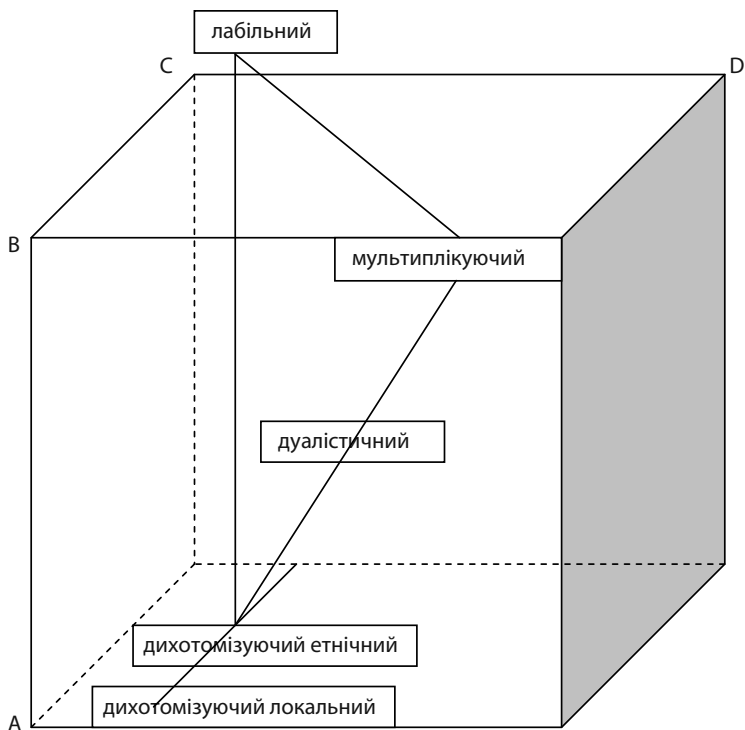 лабільний
C
D
B
мультиплікуючий
дуалістичний
дихотомізуючий етнічний
дихотомізуючий локальний
A